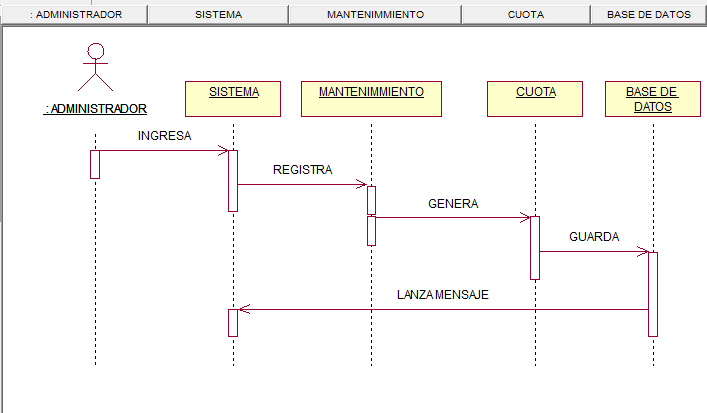 : ADMINISTRADOR
SISTEMA
MANTENIMMIENTO
CUOTA
BASE DE DATOS
: ADMINISTRADOR
SISTEMA
MANTENIMMIENTO
CUOTA
BASE DE
DATOS
INGRESA
REGISTRA
GENERA
GUARDA
LANZA MENSAJE